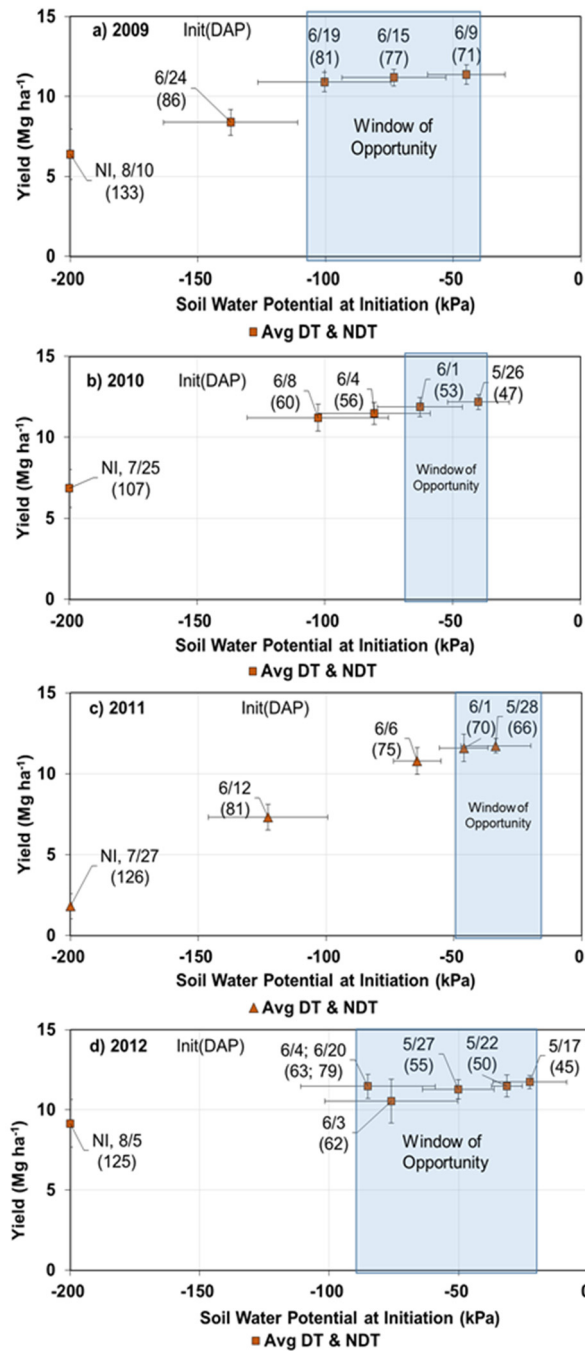 a) 2009
Init(DAP)
6/19
(81)
6/15
(77)
6/9
(71)
6/24
(86)
Window of
Opportunity
NI, 8/10
(133)
Yield (Mg ha-1)
15
10
5
0
-200
-150
-100
-50
0
Soil Water Potential at Initiation (kPa)
Avg DT & NDT
b) 2010
Init(DAP)
6/8
(60)
6/4
(56)
6/1
(53)
5/26
(47)
Window of
Opportunity
NI, 7/25
(107)
Yield (Mg ha-1)
15
10
5
0
-200
-150
-100
-50
0
Soil Water Potential at Initiation (kPa)
Avg DT & NDT
c) 2011
Init(DAP)
6/1
(70)
5/28
(66)
6/6
(75)
6/12
(81)
Window of
Opportunity
NI, 7/27
(126)
Yield (Mg ha-1)
15
10
5
0
-200
-150
-100
-50
0
Soil Water Potential at Initiation (kPa)
Avg DT & NDT
d) 2012
Init(DAP)
6/4; 6/20
(63; 79)
5/27
(55)
5/22
(50)
5/17
(45)
6/3
(62)
Window of
Opportunity
NI, 8/5
(125)
Yield (Mg ha-1)
15
10
5
0
-200
-150
-100
-50
0
Soil Water Potential at Initiation (kPa)
Avg DT & NDT